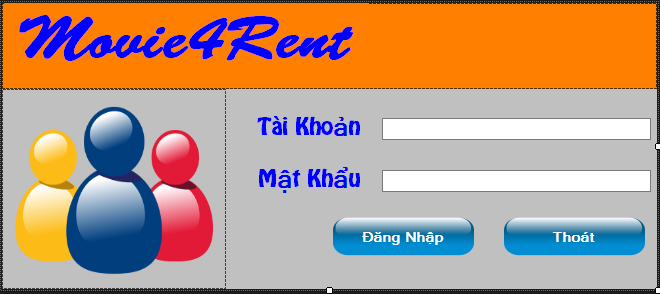 Movie4Rent
Tài Khoản
Mật Khẩu
Đăng Nhập
Thoát